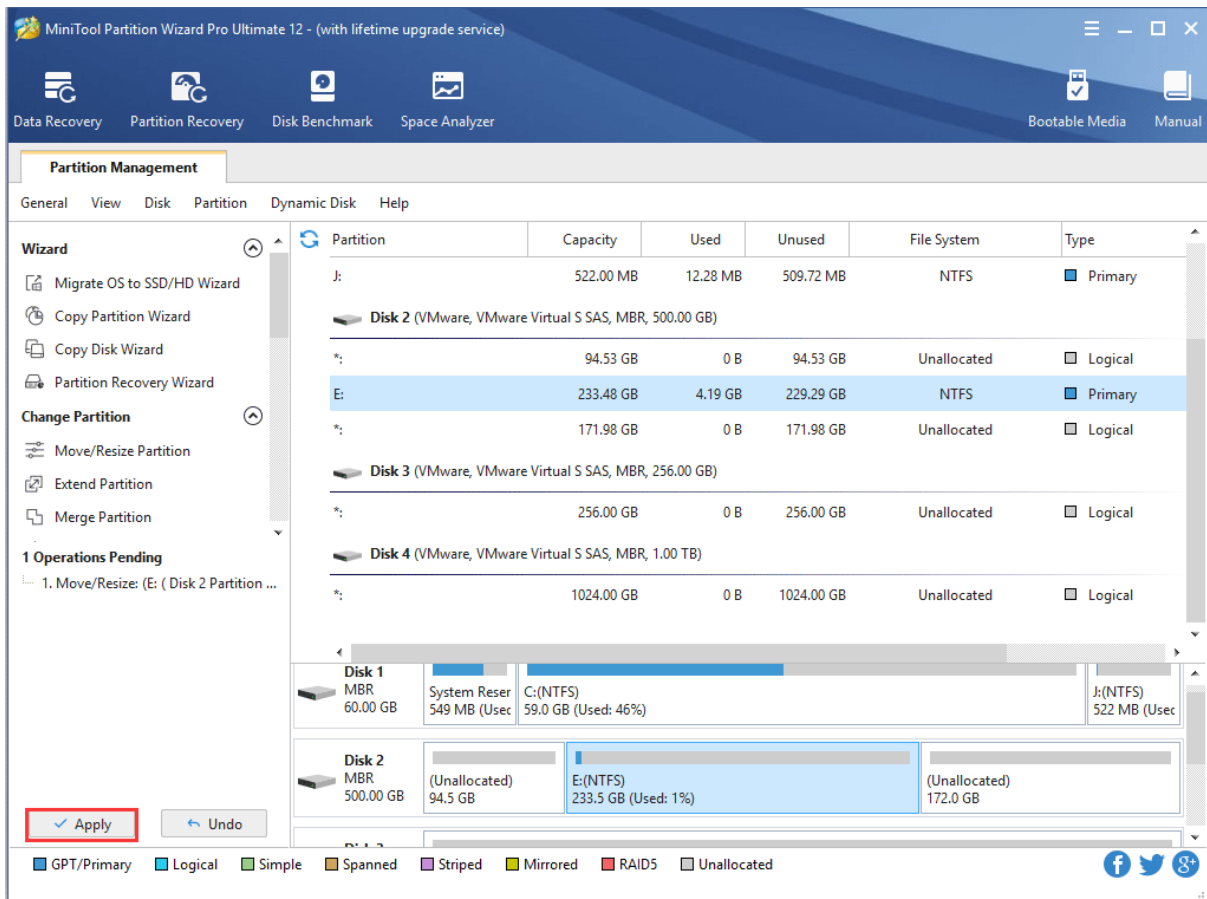 MiniTool Partition Wizard Pro Ultimate 12 - (with lifetime upgrade service)
Data Recovery Partition Recovery Disk Benchmark Space Analyzer Bootable Media Manual
Partition Management
General View Disk Partition Dynamic Disk Help
Wizard
Migrate OS to SSD/HD Wizard
Copy Partition Wizard
Copy Disk Wizard
Partition Recovery Wizard
Change Partition
Move/Resize Partition
Extend Partition
Merge Partition
1 Operations Pending
1. Move/Resize: (E: ( Disk 2 Partition ...
Apply Undo
Partition Capacity Used Unused File System Type
J: 522.00 MB 12.28 MB 509.72 MB NTFS Primary
Disk 2 (VMware, VMware Virtual S SAS, MBR, 500.00 GB)
*: 94.53 GB 0 B 94.53 GB Unallocated Logical
E: 233.48 GB 4.19 GB 229.29 GB NTFS Primary
*: 171.98 GB 0 B 171.98 GB Unallocated Logical
Disk 3 (VMware, VMware Virtual S SAS, MBR, 256.00 GB)
*: 256.00 GB 0 B 256.00 GB Unallocated Logical
Disk 4 (VMware, VMware Virtual S SAS, MBR, 1.00 TB)
*: 1024.00 GB 0 B 1024.00 GB Unallocated Logical
Disk 1
MBR
60.00 GB
System Reser
549 MB (Usec
C:(NTFS)
59.0 GB (Used: 46%)
J:(NTFS)
522 MB (Usec
Disk 2
MBR
500.00 GB
(Unallocated)
94.5 GB
E:(NTFS)
233.5 GB (Used: 1%)
(Unallocated)
172.0 GB
Disk 3
GPT/Primary Logical Simple Spanned Striped Mirrored RAID5 Unallocated